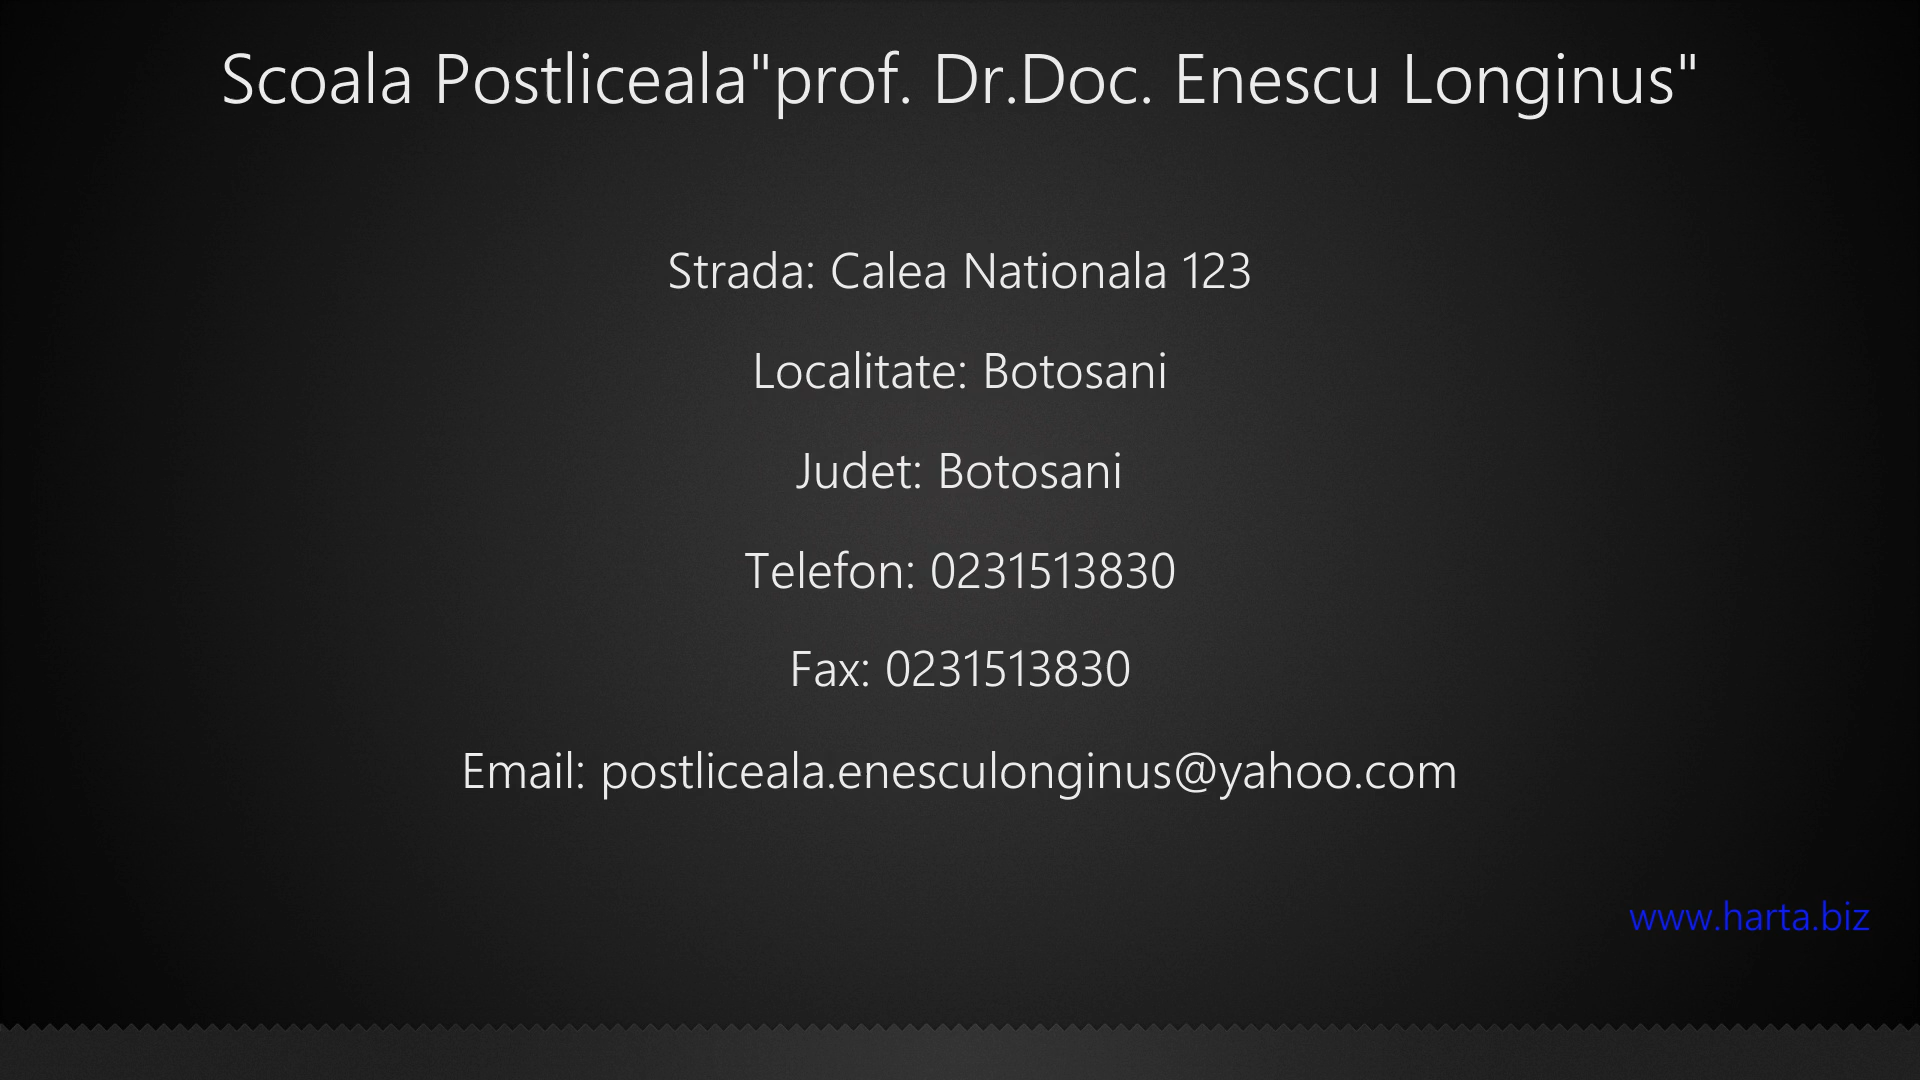 Scoala Postliceala"prof. Dr.Doc. Enescu Longinus"
Strada: Calea Nationala 123
Localitate: Botosani
Judet: Botosani
Telefon: 0231513830
Fax: 0231513830
Email: postliceala.enesculonginus@yahoo.com
www.harta.biz